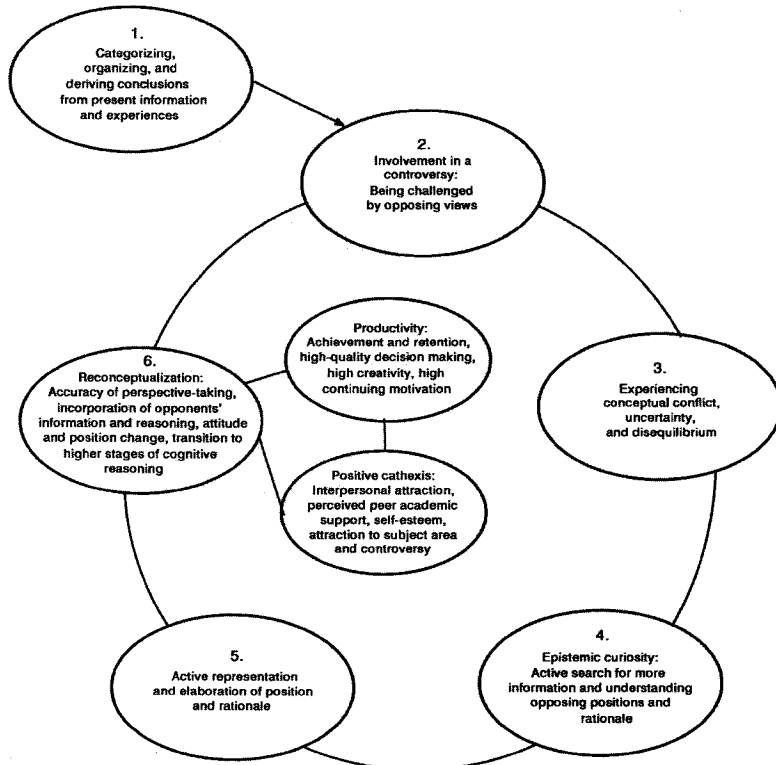 1.
Categorizing,
organizing, and
deriving conclusions
from present information
and experiences
2.
Involvement in a
controversy:
Being challenged
by opposing views
3.
Experiencing
conceptual conflict,
uncertainty,
and disequilibrium
4.
Epistemic curiosity:
Active search for more
information and understanding
opposing positions and
rationale
5.
Active representation
and elaboration of position
and rationale
6.
Reconceptualization:
Accuracy of perspective-taking,
incorporation of opponents'
information and reasoning, attitude
and position change, transition to
higher stages of cognitive
reasoning
Productivity:
Achievement and retention,
high-quality decision making,
high creativity, high
continuing motivation
Positive cathexis:
Interpersonal attraction,
perceived peer academic
support, self-esteem,
attraction to subject area
and controversy